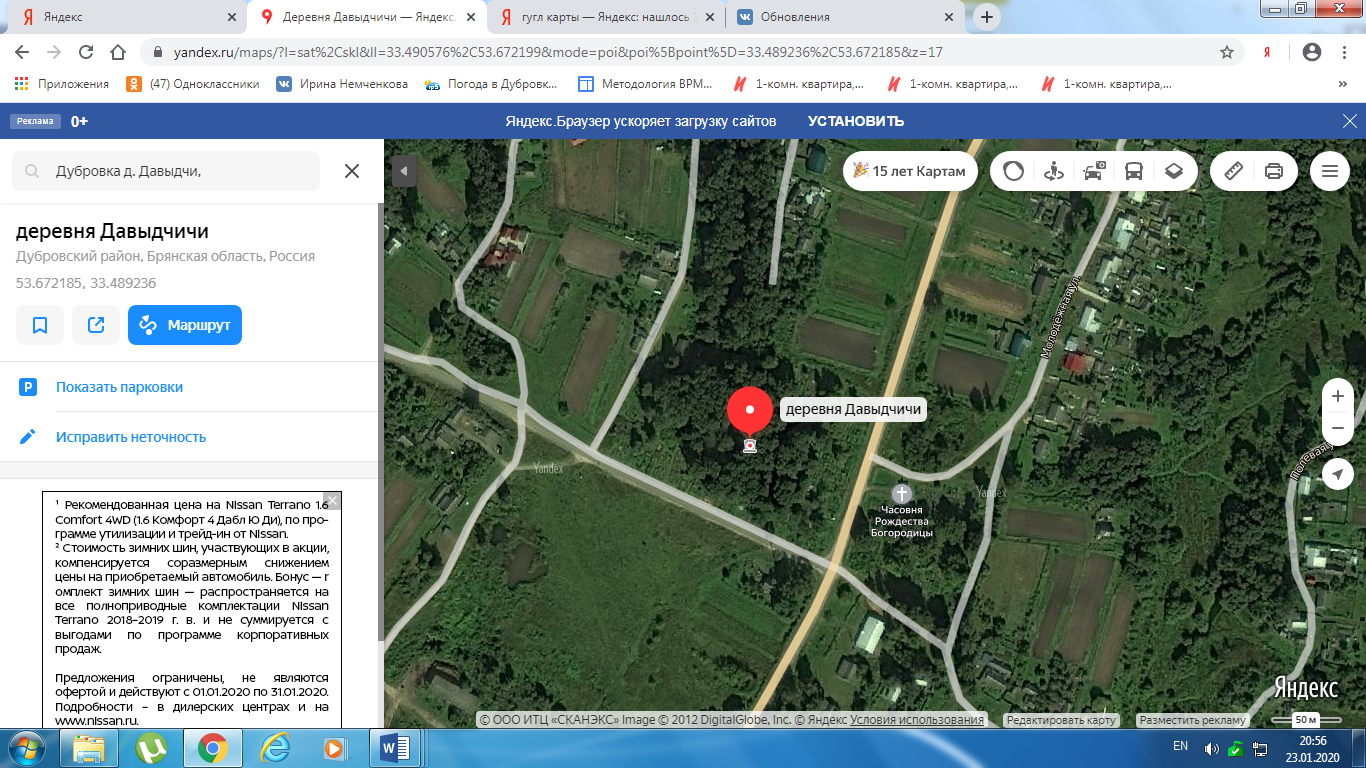 Яндекс
Деревня Давыдчичи — Яндекс.
гугл карты — Яндекс: нашлось
Обновления
yandex.ru/maps/?l=sat%2Cskl&ll=33.490576%2C53.672199&mode=poi&poi%5Bpoint%5D=33.489236%2C53.672185&z=17
Приложения
(47) Одноклассники
Ирина Немченкова
Погода в Дубровк...
Методология ВРМ...
1-комн. квартира,...
1-комн. квартира,...
1-комн. квартира,...
Реклама
0+
Яндекс.Браузер ускоряет загрузку сайтов
УСТАНОВИТЬ
Дубровка д. Давыдчи,
деревня Давыдчичи
Дубровский район, Брянская область, Россия
53.672185, 33.489236
Маршрут
Показать парковки
Исправить неточность
¹ Рекомендованная цена на Nissan Terrano 1.6
Comfort 4WD (1.6 Комфорт 4 Дабл Ю Ди), по про-
грамме утилизации и трейд-ин от Nissan.
² Стоимость зимних шин, участвующих в акции,
компенсируется соразмерным снижением
цены на приобретаемый автомобиль. Бонус — г
омплект зимних шин — распространяется на
все полноприводные комплектации Nissan
Terrano 2018–2019 г. в. и не суммируется с
выгодами по программе корпоративных
продаж.
Предложения ограничены, не являются
офертой и действуют с 01.01.2020 по 31.01.2020.
Подробности – в дилерских центрах и на
www.nissan.ru.
15 лет Картам
Молодёжная ул.
деревня Давыдчичи
Yandex
Yandex
Полевая
Часовня
Рождества
Богородицы
Яндекс
© ООО ИТЦ «СКАНЭКС» Image © 2012 DigitalGlobe, Inc. © Яндекс Условия использования
Редактировать карту
Разместить рекламу
50 м
EN
20:56
23.01.2020